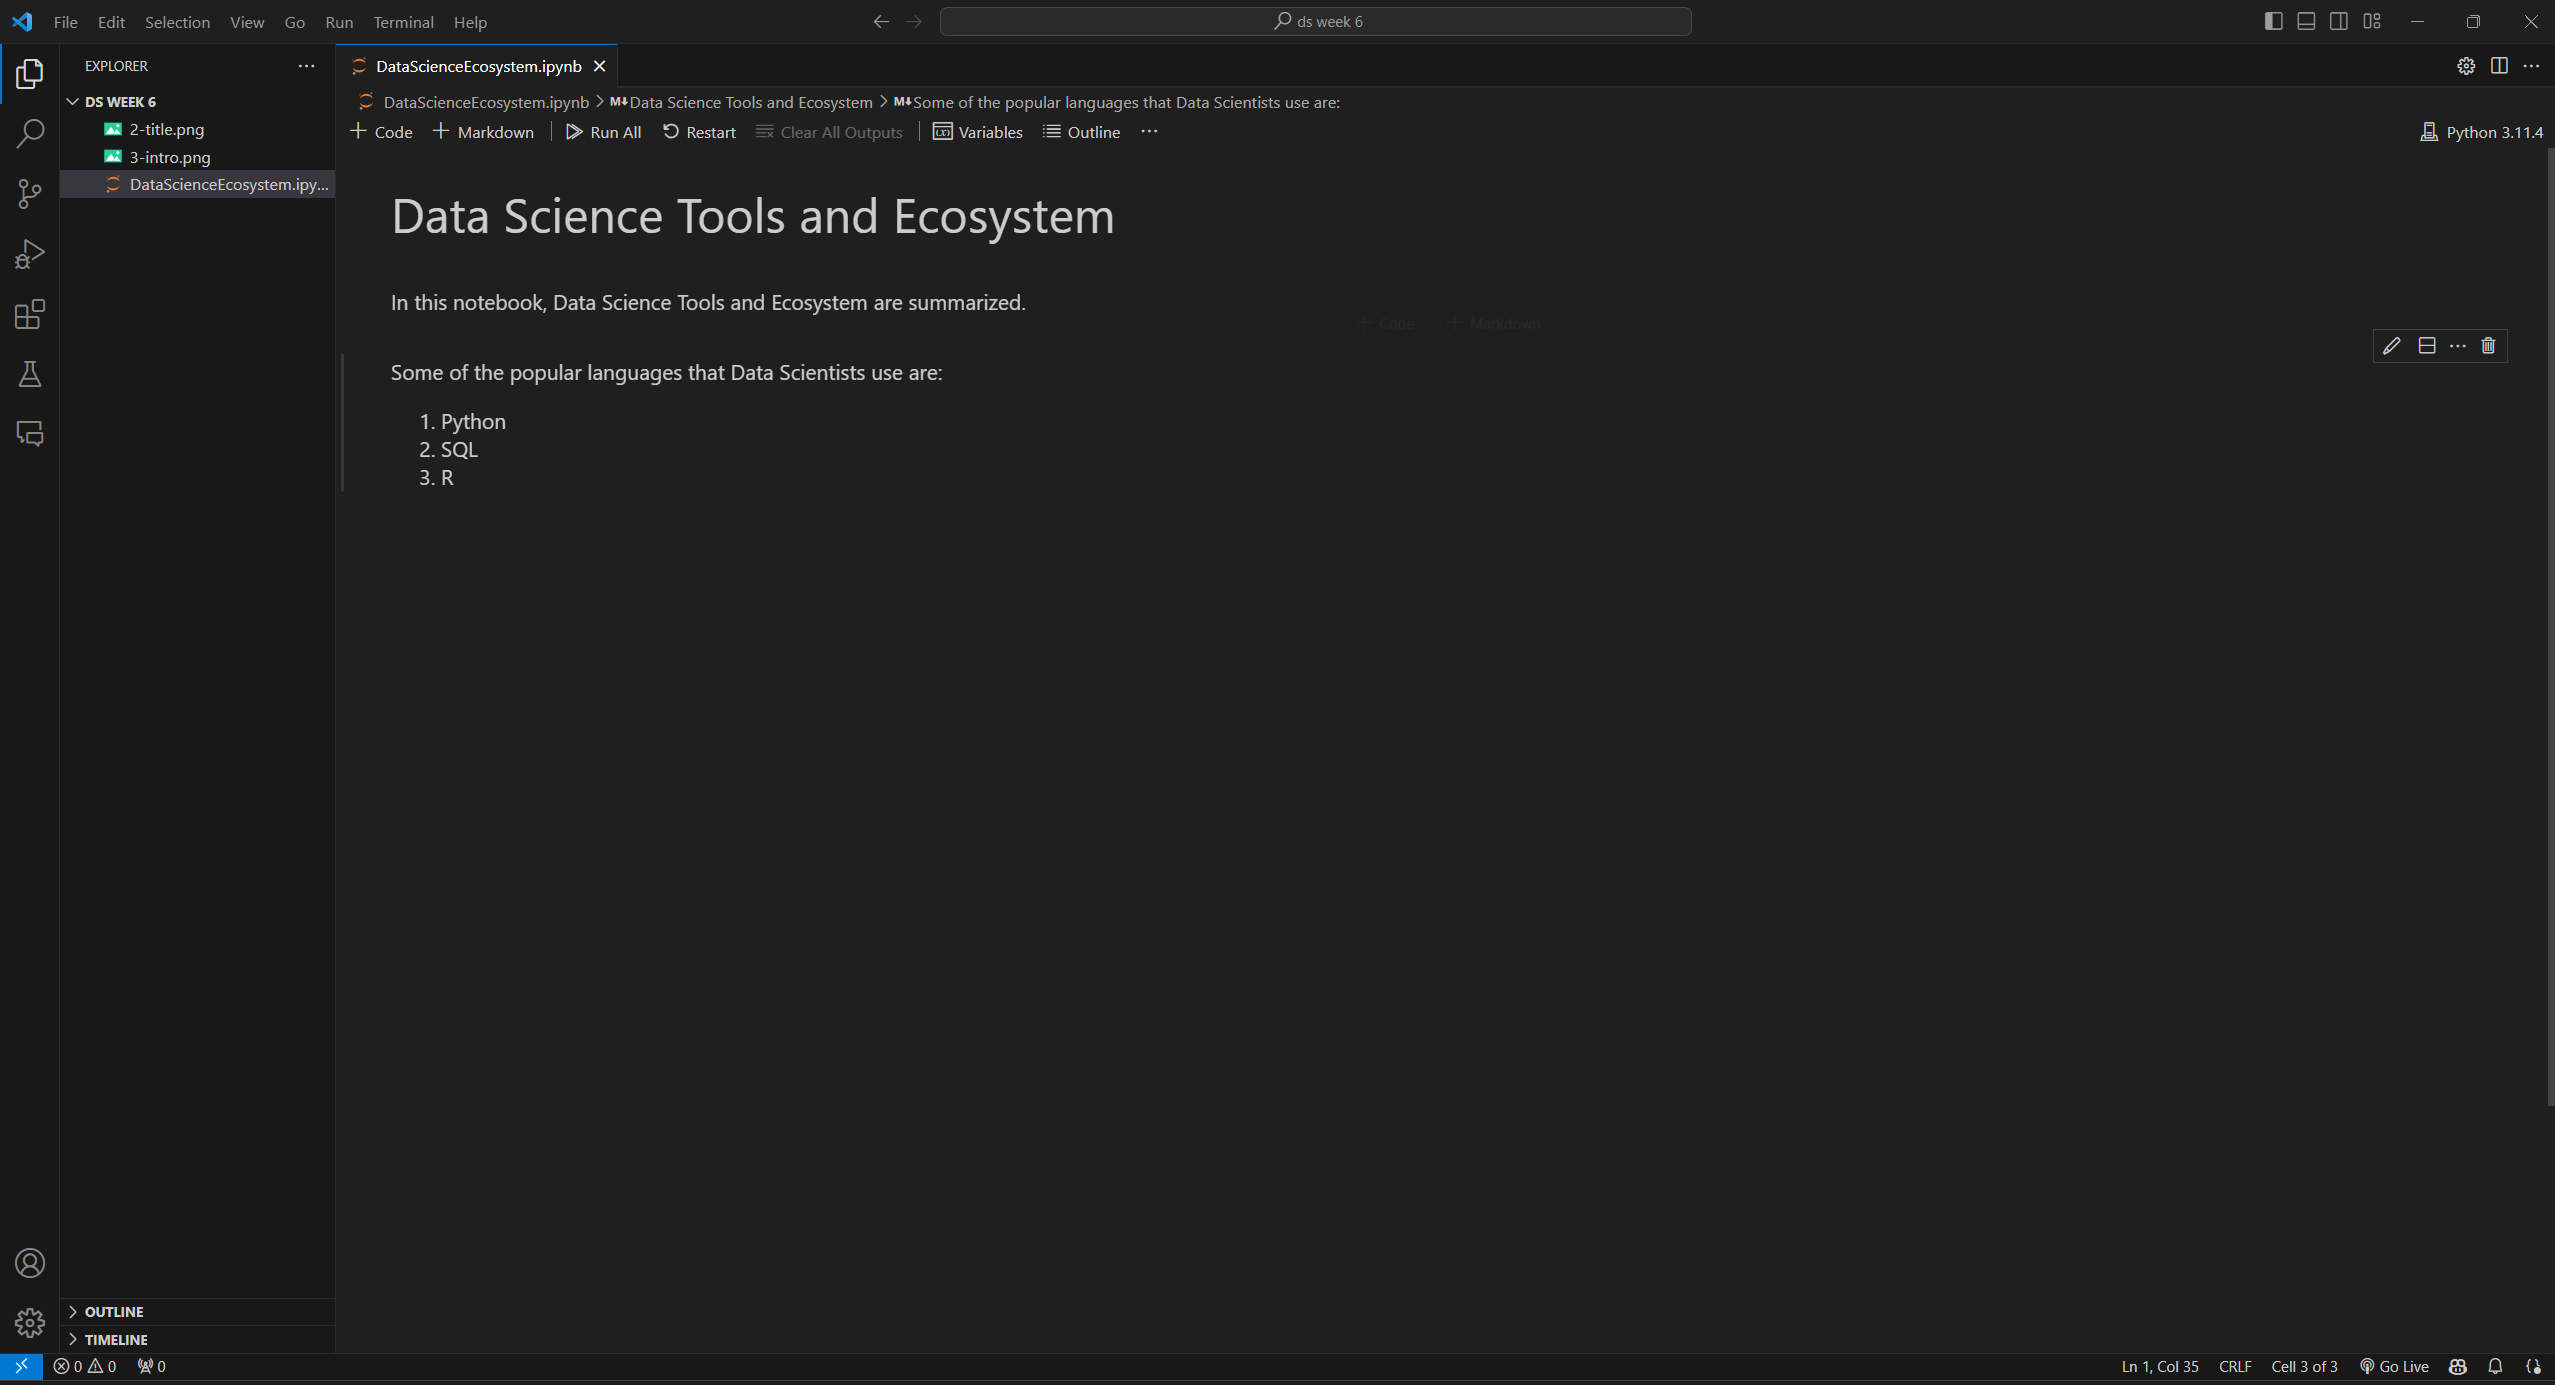 File Edit Selection View Go Run Terminal Help
ds week 6
EXPLORER
DS WEEK 6
2-title.png
3-intro.png
DataScienceEcosystem.ipy...
DataScienceEcosystem.ipynb
DataScienceEcosystem.ipynb > M↓ Data Science Tools and Ecosystem > M↓ Some of the popular languages that Data Scientists use are:
+ Code + Markdown Run All Restart Clear All Outputs Variables Outline ...
Python 3.11.4
Data Science Tools and Ecosystem
In this notebook, Data Science Tools and Ecosystem are summarized.
+ Code + Markdown
Some of the popular languages that Data Scientists use are:
1. Python
2. SQL
3. R
OUTLINE
TIMELINE
0 0 0
Ln 1, Col 35 CRLF Cell 3 of 3 Go Live